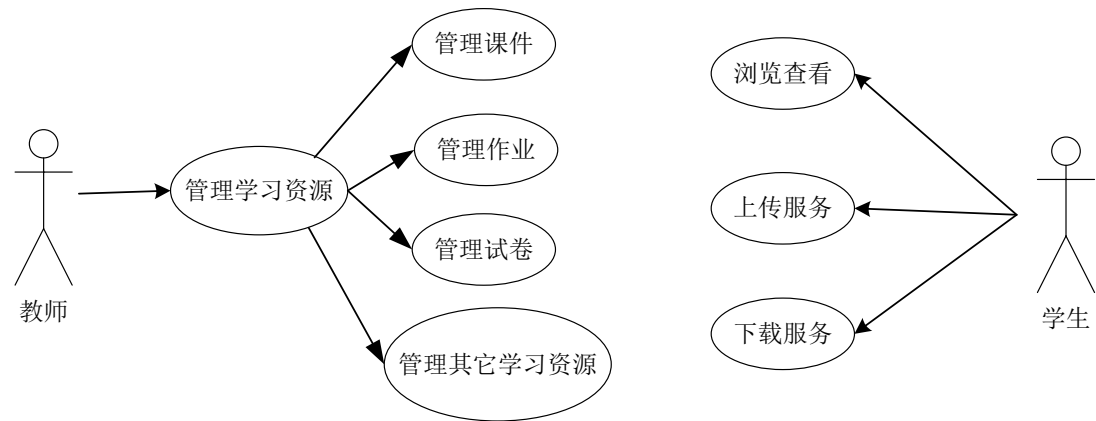 管理课件
浏览查看
管理作业
管理学习资源
上传服务
管理试卷
教师
学生
下载服务
管理其它学习资源